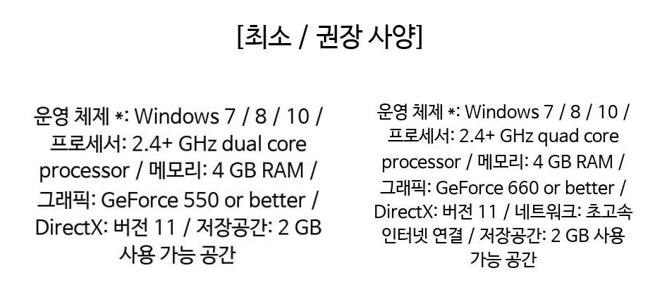 [최소 / 권장 사양]
운영 체제 *: Windows 7 / 8 / 10 /
프로세서: 2.4+ GHz dual core
processor / 메모리: 4 GB RAM /
그래픽: GeForce 550 or better /
DirectX: 버전 11 / 저장공간: 2 GB
사용 가능 공간
운영 체제 *: Windows 7 / 8 / 10 /
프로세서: 2.4+ GHz quad core
processor / 메모리: 4 GB RAM /
그래픽: GeForce 660 or better /
DirectX: 버전 11 / 네트워크: 초고속
인터넷 연결 / 저장공간: 2 GB 사용
가능 공간